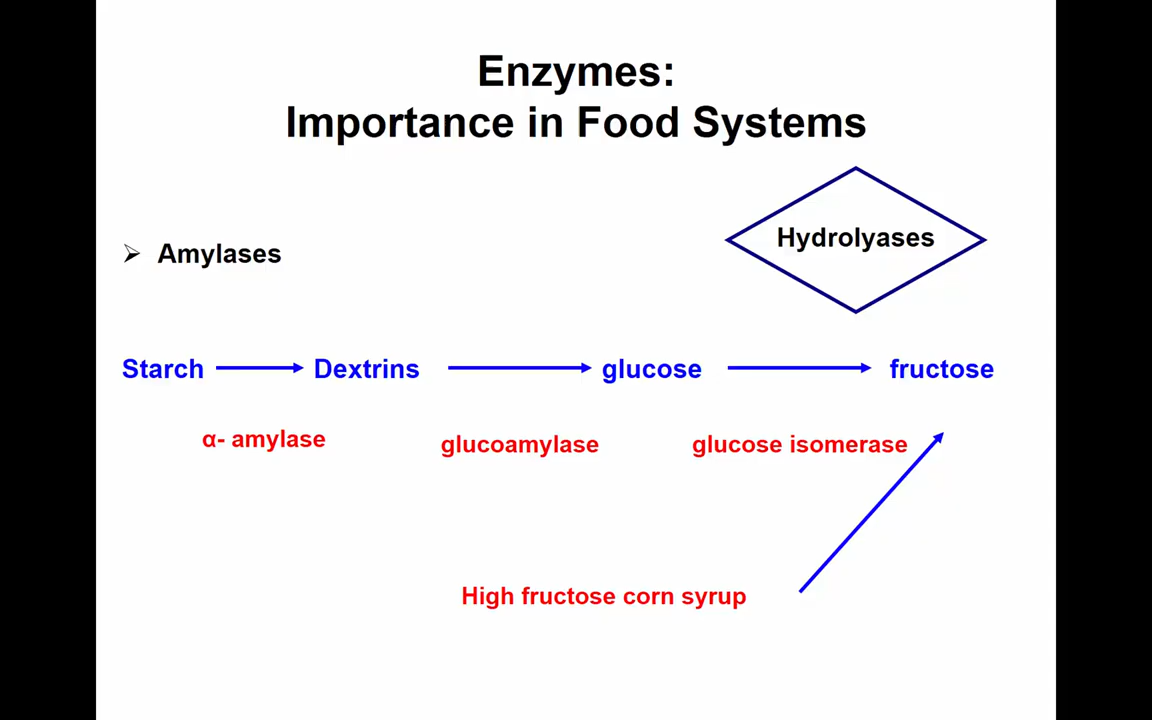 Enzymes:
Importance in Food Systems
Hydrolyases
➢ Amylases
Starch Dextrins glucose fructose
α- amylase glucoamylase glucose isomerase
High fructose corn syrup